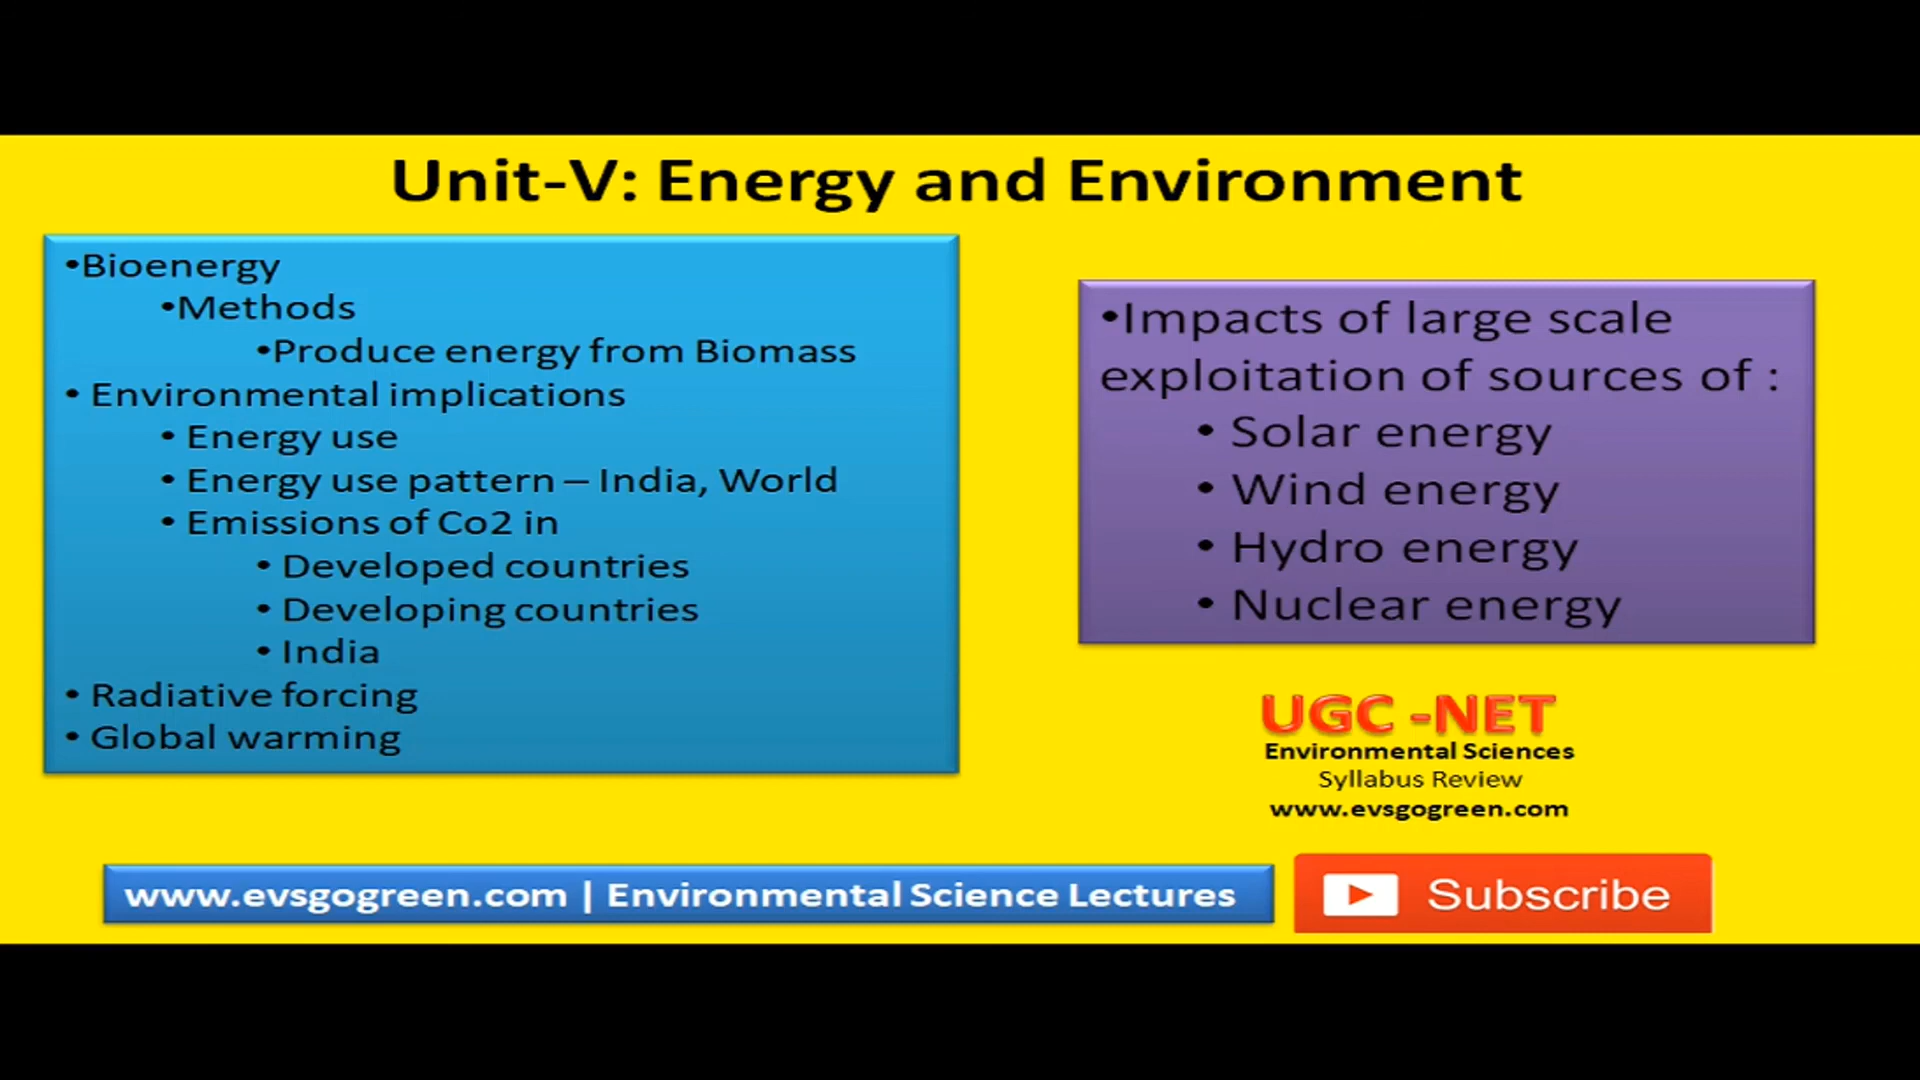 Unit-V: Energy and Environment
•Bioenergy
•Methods
•Produce energy from Biomass
• Environmental implications
• Energy use
• Energy use pattern – India, World
• Emissions of Co2 in
• Developed countries
• Developing countries
• India
• Radiative forcing
• Global warming
•Impacts of large scale
exploitation of sources of :
• Solar energy
• Wind energy
• Hydro energy
• Nuclear energy
UGC -NET
Environmental Sciences
Syllabus Review
www.evsgogreen.com
www.evsgogreen.com | Environmental Science Lectures
Subscribe